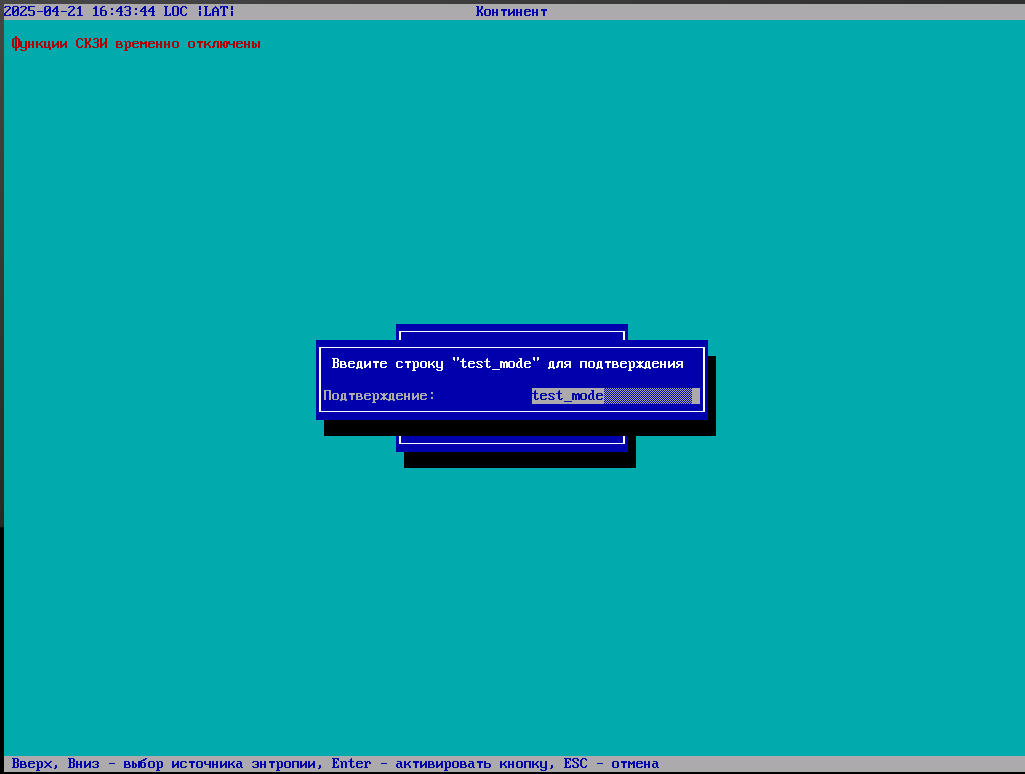 2025-04-21 16:43:44 LOC ¦LAT¦ Континент
Функции СКЗИ временно отключены
Введите строку "test_mode" для подтверждения
Подтверждение: test_mode
Вверх, Вниз - выбор источника энтропии, Enter - активировать кнопку, ESC - отмена